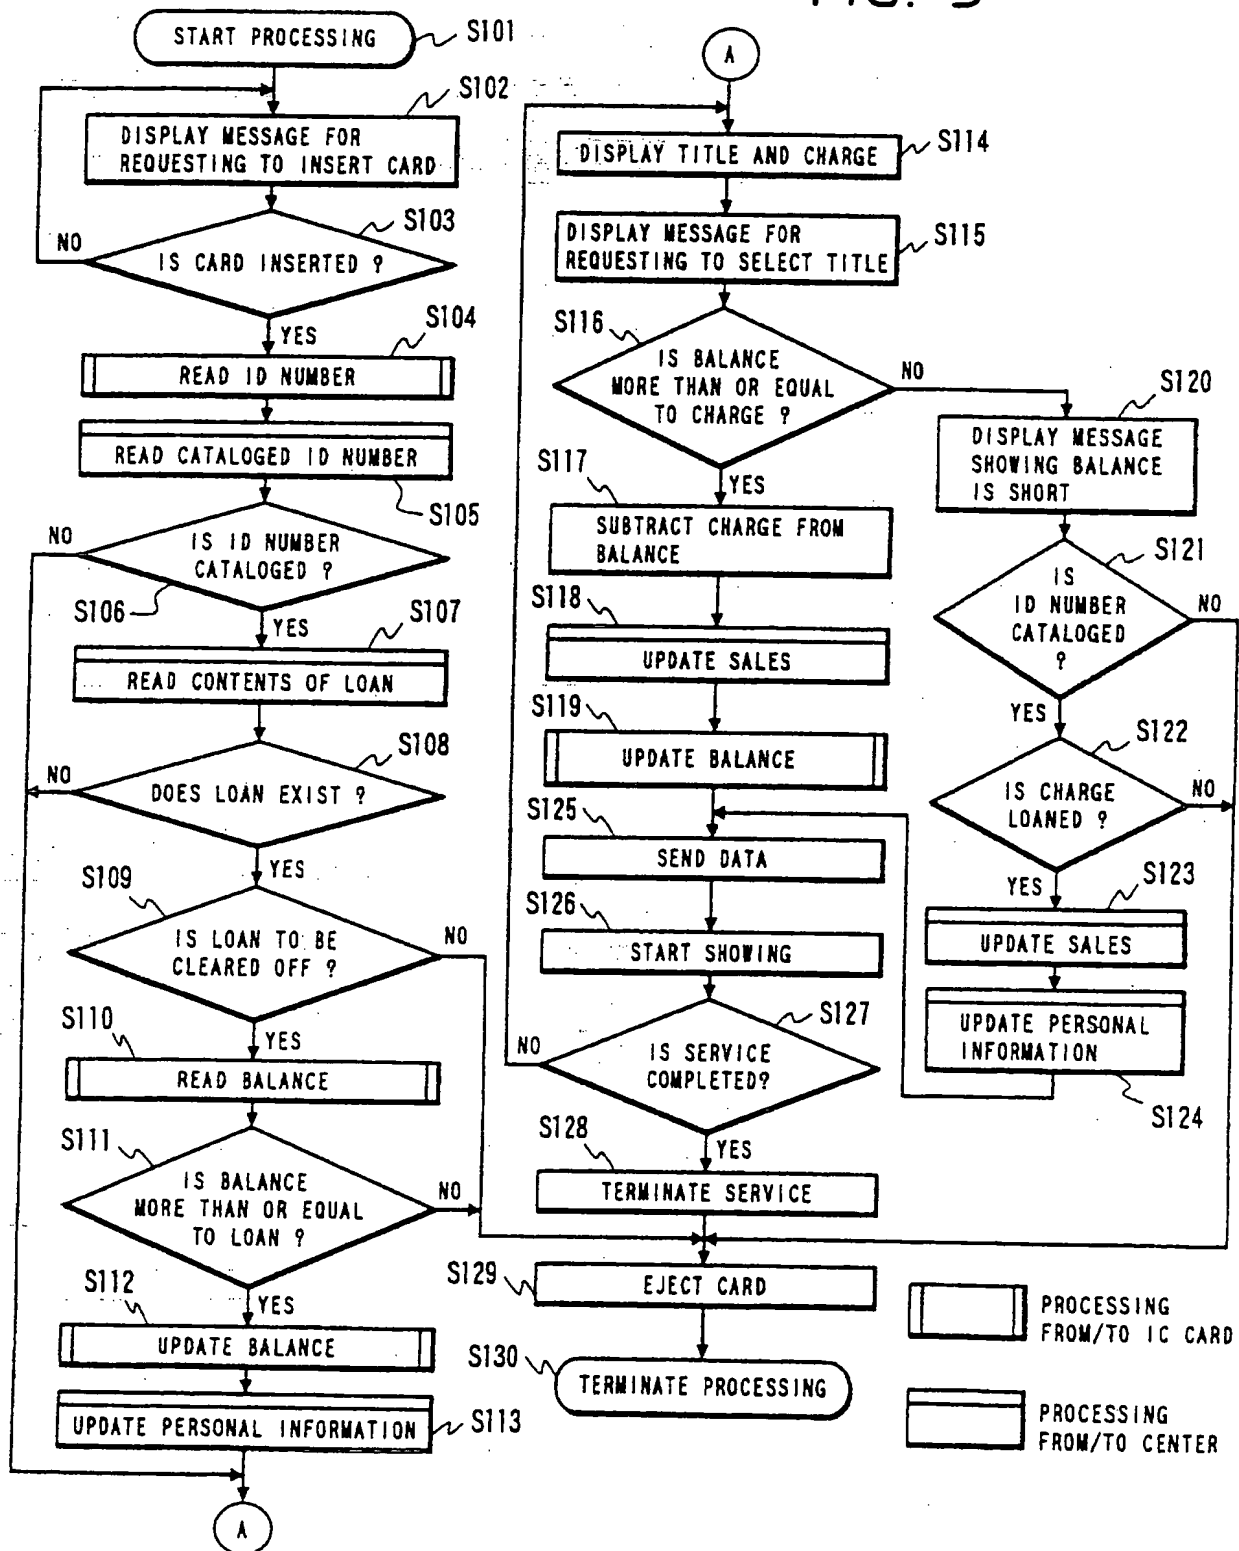 START PROCESSING
S101
S102
DISPLAY MESSAGE FOR
REQUESTING TO INSERT CARD
S103
NO
IS CARD INSERTED ?
YES
S104
READ ID NUMBER
READ CATALOGED ID NUMBER
S105
NO
IS ID NUMBER
CATALOGED ?
S106
YES
S107
READ CONTENTS OF LOAN
S108
NO
DOES LOAN EXIST ?
YES
S109
IS LOAN TO BE
CLEARED OFF ?
NO
YES
S110
READ BALANCE
S111
IS BALANCE
MORE THAN OR EQUAL
TO LOAN ?
NO
YES
S112
UPDATE BALANCE
UPDATE PERSONAL INFORMATION
S113
A
A
DISPLAY TITLE AND CHARGE
S114
DISPLAY MESSAGE FOR
REQUESTING TO SELECT TITLE
S115
S116
IS BALANCE
MORE THAN OR EQUAL
TO CHARGE ?
NO
YES
S117
SUBTRACT CHARGE FROM
BALANCE
S118
UPDATE SALES
S119
UPDATE BALANCE
S125
SEND DATA
S126
START SHOWING
S127
NO
IS SERVICE
COMPLETED?
YES
S128
TERMINATE SERVICE
S129
EJECT CARD
S130
TERMINATE PROCESSING
S120
DISPLAY MESSAGE
SHOWING BALANCE
IS SHORT
S121
IS
ID NUMBER
CATALOGED
?
NO
YES
S122
IS CHARGE
LOANED ?
NO
YES
S123
UPDATE SALES
UPDATE PERSONAL
INFORMATION
S124
PROCESSING
FROM/TO IC CARD
PROCESSING
FROM/TO CENTER